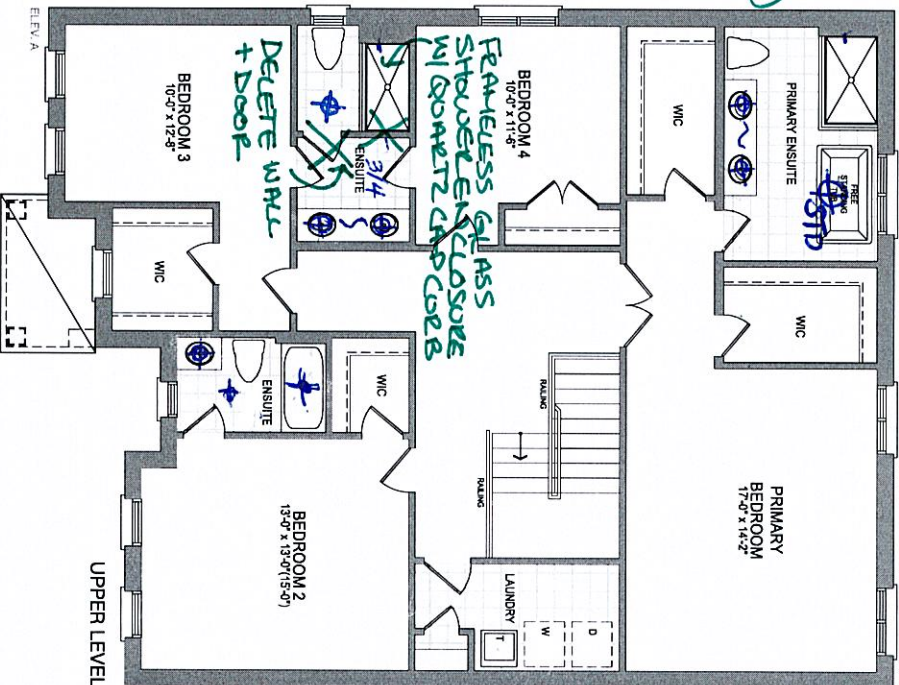 ELEV. A
BEDROOM 3
10'-0" x 12'-8"
DELETE WALL
+ DOOR
ENSUITE
3/4
BEDROOM 4
10'-0" x 11'-6"
FRAMELESS GLASS
SHOWER ENCLOSURE
W/ QUARTZ CAP CURB
WIC
PRIMARY ENSUITE
FREE
STANDING
TUB
STD
WIC
WIC
ENSUITE
WIC
RAILING
RAILING
PRIMARY
BEDROOM
17'-0" x 14'-2"
BEDROOM 2
13'-0" x 13'-0"(15'-0")
LAUNDRY
T
W
D
UPPER LEVEL